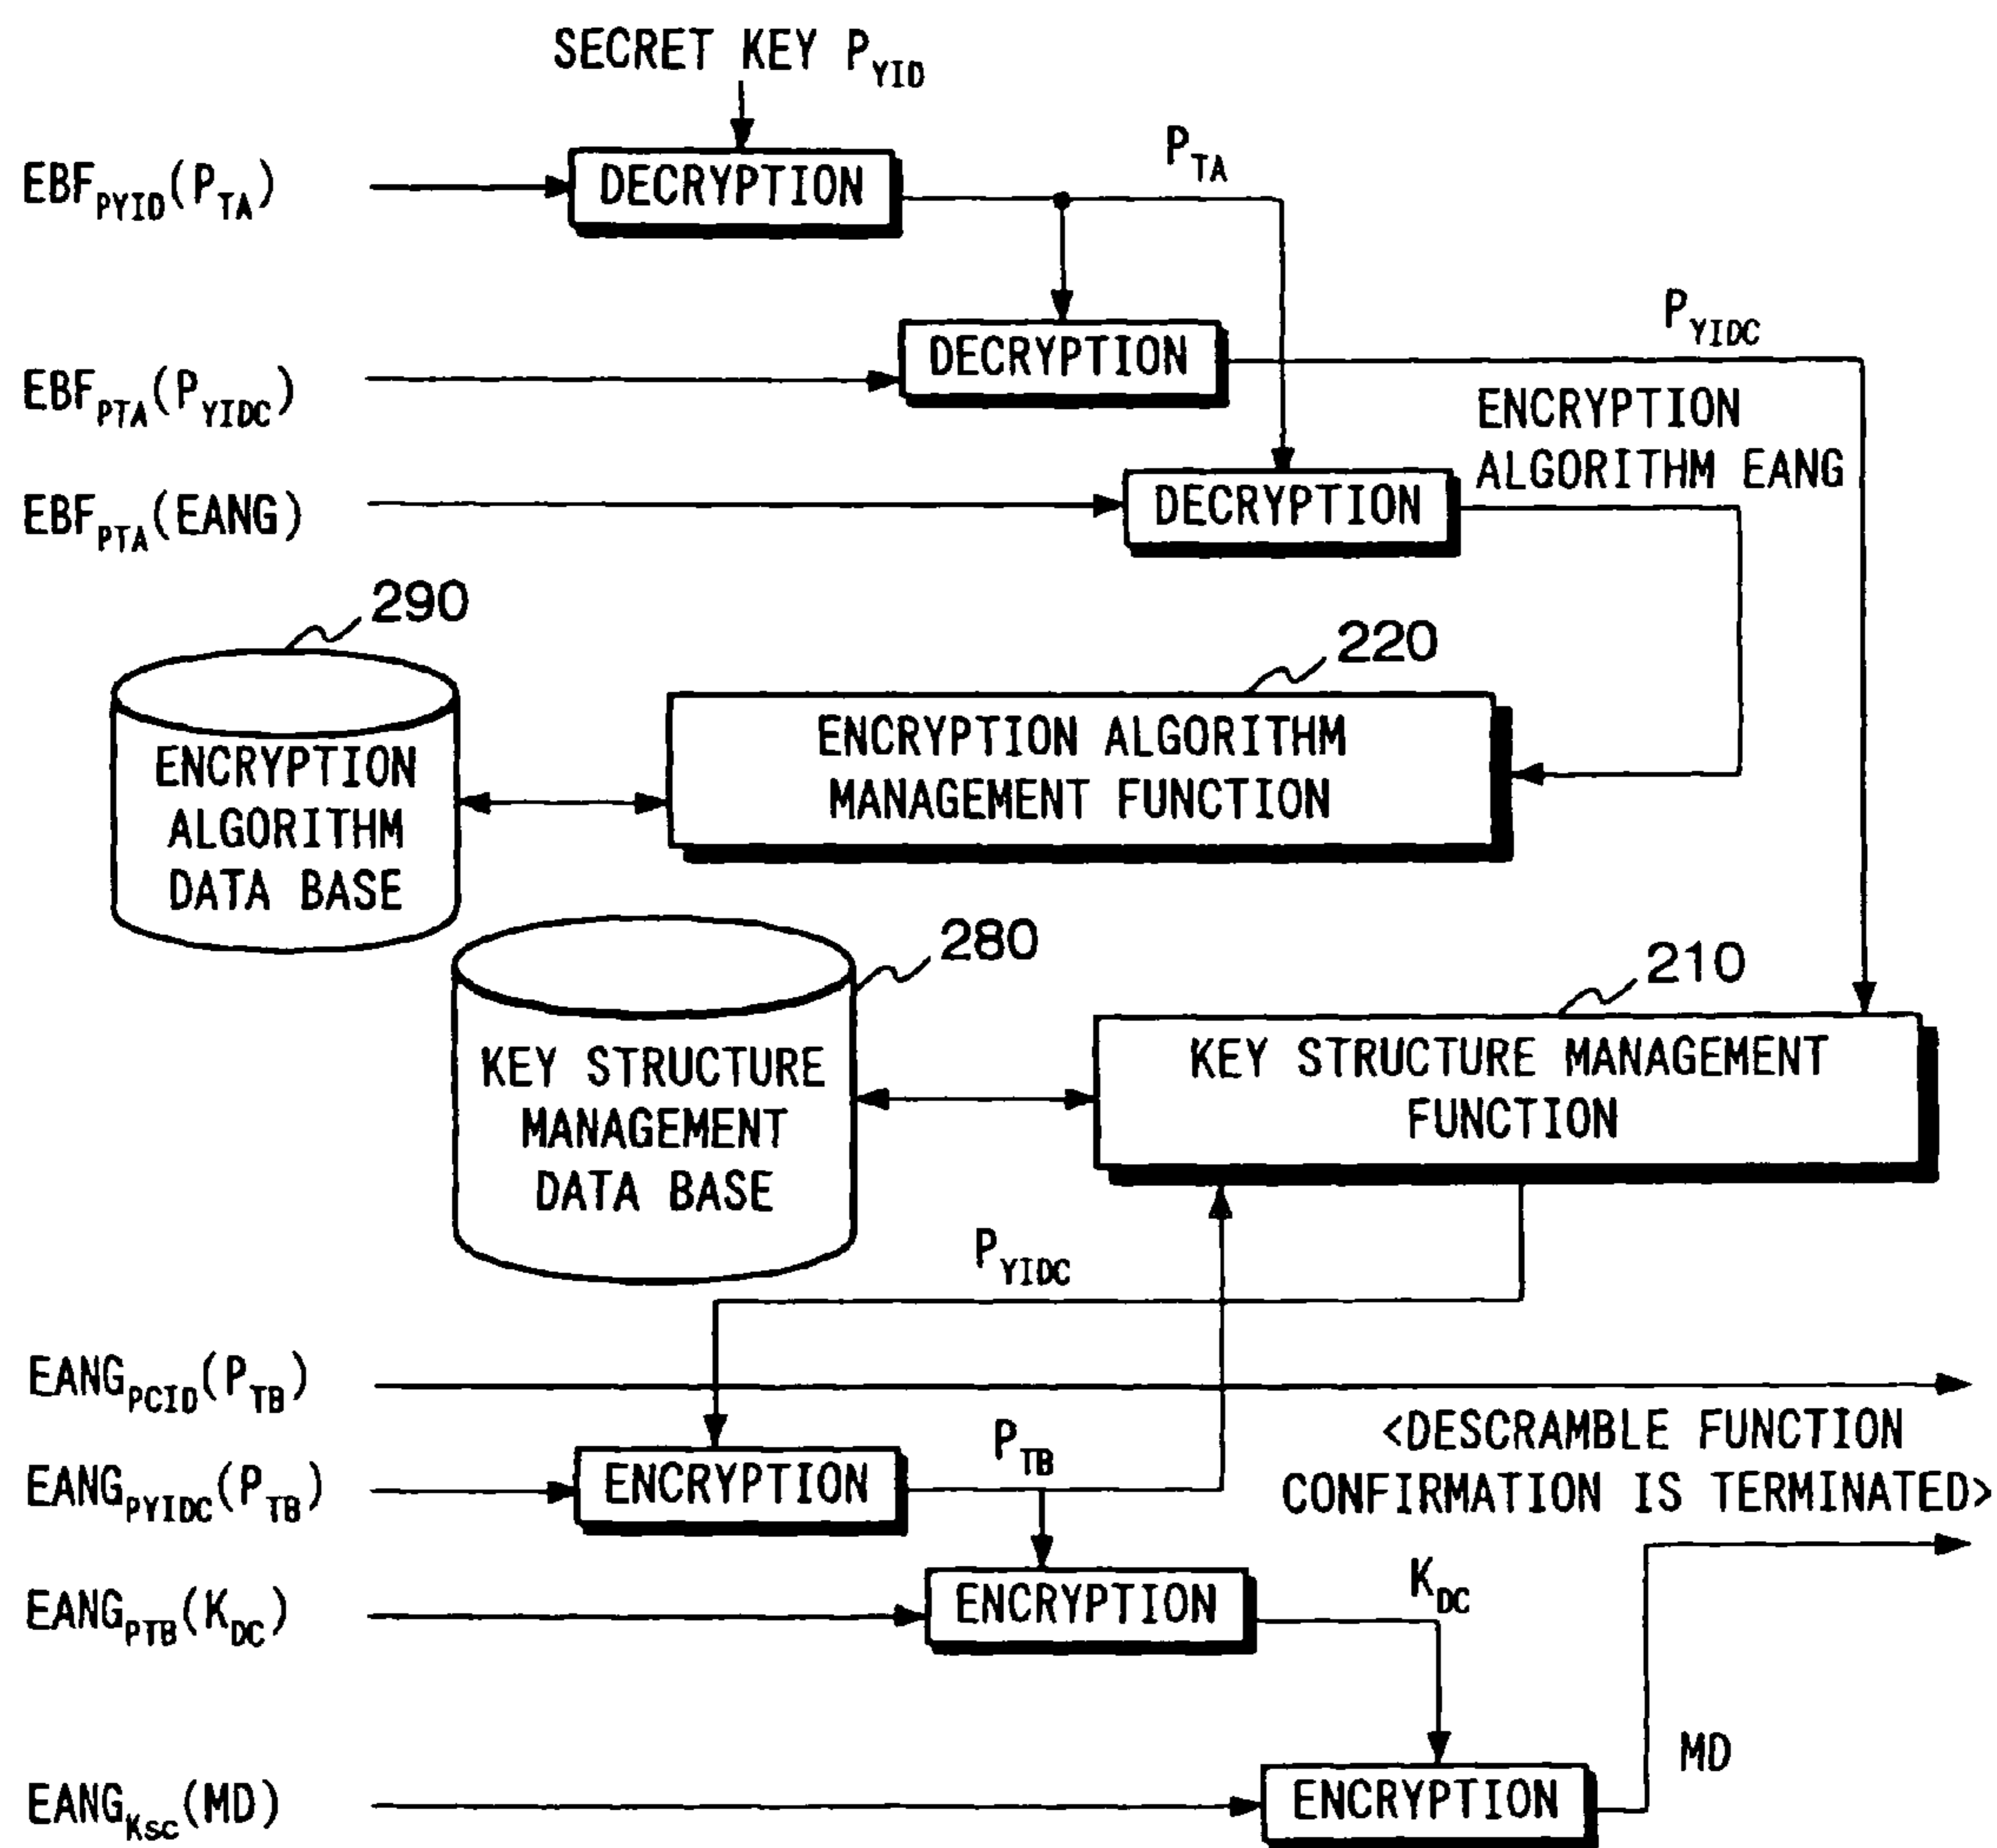 SECRET KEY P_YID
EBF_PYID(P_TA)
DECRYPTION
P_TA
EBF_PTA(P_YIDC)
DECRYPTION
P_YIDC
ENCRYPTION
ALGORITHM EANG
EBF_PTA(EANG)
DECRYPTION
290
220
ENCRYPTION
ALGORITHM
DATA BASE
ENCRYPTION ALGORITHM
MANAGEMENT FUNCTION
280
210
KEY STRUCTURE
MANAGEMENT
DATA BASE
KEY STRUCTURE MANAGEMENT
FUNCTION
P_YIDC
EANG_PCID(P_TB)
<DESCRAMBLE FUNCTION
CONFIRMATION IS TERMINATED>
EANG_PYIDC(P_TB)
ENCRYPTION
P_TB
EANG_PTB(K_DC)
ENCRYPTION
K_DC
EANG_Ksc(MD)
ENCRYPTION
MD